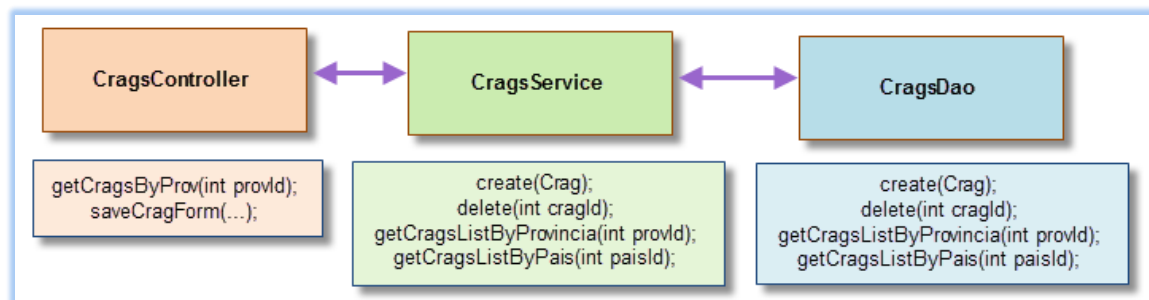 CragsController
CragsService
CragsDao
getCragsByProv(int provId);
saveCragForm(...);
create(Crag);
delete(int cragId);
getCragsListByProvincia(int provId);
getCragsListByPais(int paisId);
create(Crag);
delete(int cragId);
getCragsListByProvincia(int provId);
getCragsListByPais(int paisId);